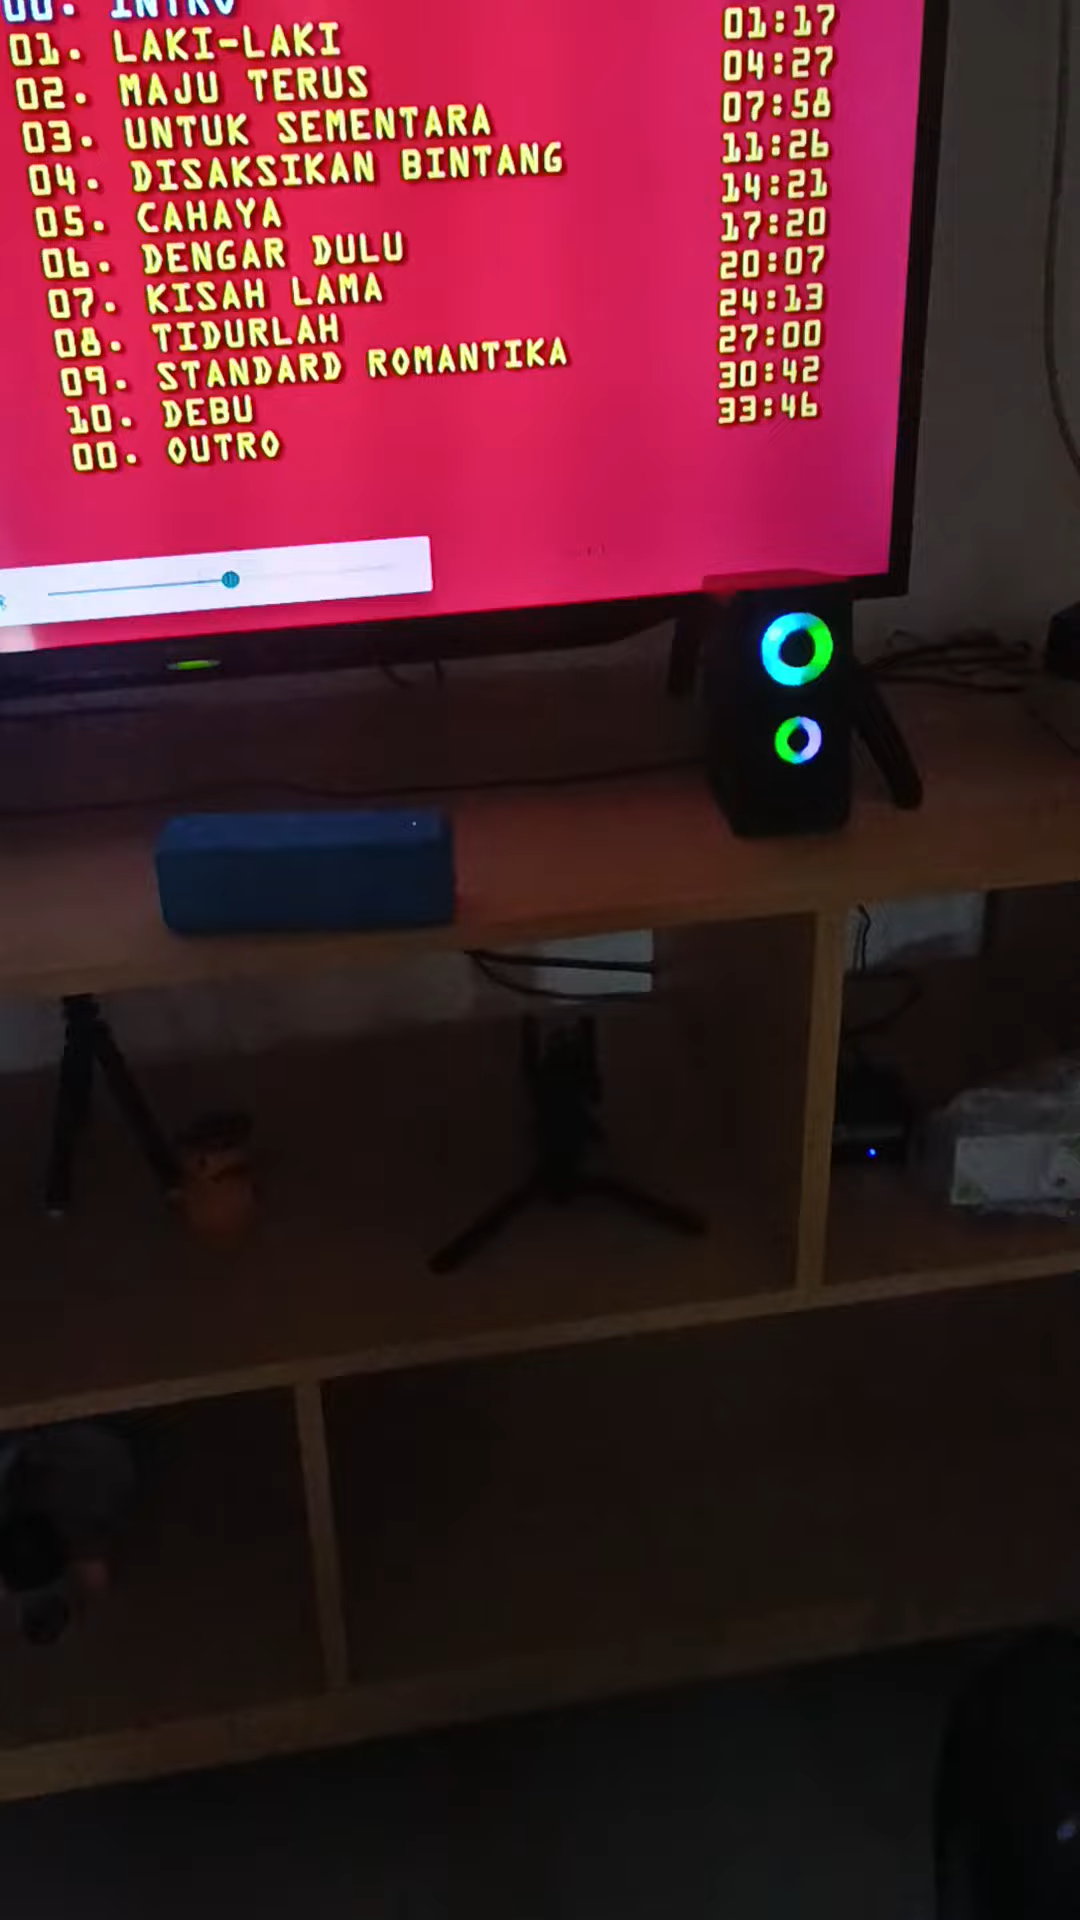 00. INTRO
01. LAKI-LAKI 01:17
02. MAJU TERUS 04:27
03. UNTUK SEMENTARA 07:58
04. DISAKSIKAN BINTANG 11:26
05. CAHAYA 14:21
06. DENGAR DULU 17:20
07. KISAH LAMA 20:07
08. TIDURLAH 24:13
09. STANDARD ROMANTIKA 27:00
10. DEBU 30:42
00. OUTRO 33:46